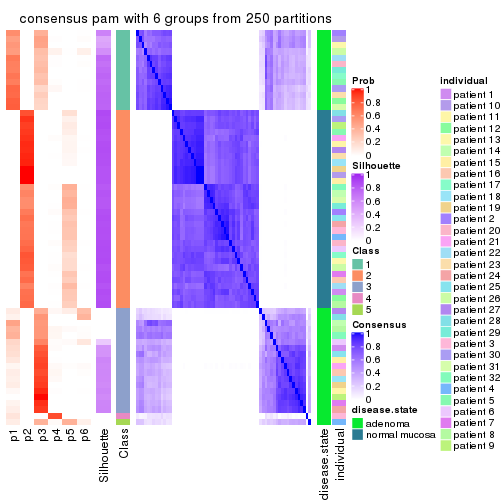 consensus pam with 6 groups from 250 partitions
p1
p2
p3
p4
p5
p6
Silhouette
Class
disease.state
individual
Prob
1
0.8
0.6
0.4
0.2
0
Silhouette
1
0.8
0.6
0.4
0.2
0
Class
1
2
3
4
5
Consensus
1
0.8
0.6
0.4
0.2
0
disease.state
adenoma
normal mucosa
individual
patient 1
patient 10
patient 11
patient 12
patient 13
patient 14
patient 15
patient 16
patient 17
patient 18
patient 19
patient 2
patient 20
patient 21
patient 22
patient 23
patient 24
patient 25
patient 26
patient 27
patient 28
patient 29
patient 3
patient 30
patient 31
patient 32
patient 4
patient 5
patient 6
patient 7
patient 8
patient 9